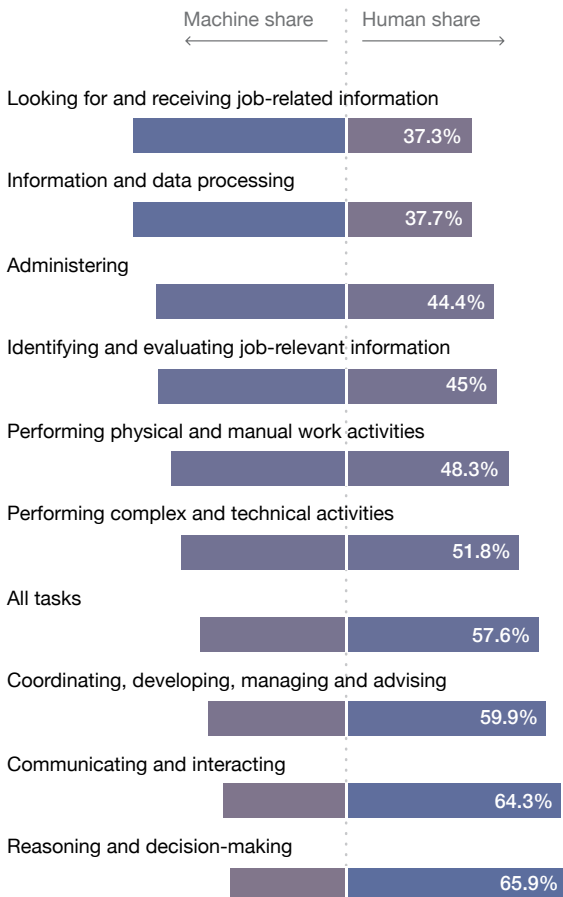 Machine share Human share
Looking for and receiving job-related information
37.3%
Information and data processing
37.7%
Administering
44.4%
Identifying and evaluating job-relevant information
45%
Performing physical and manual work activities
48.3%
Performing complex and technical activities
51.8%
All tasks
57.6%
Coordinating, developing, managing and advising
59.9%
Communicating and interacting
64.3%
Reasoning and decision-making
65.9%